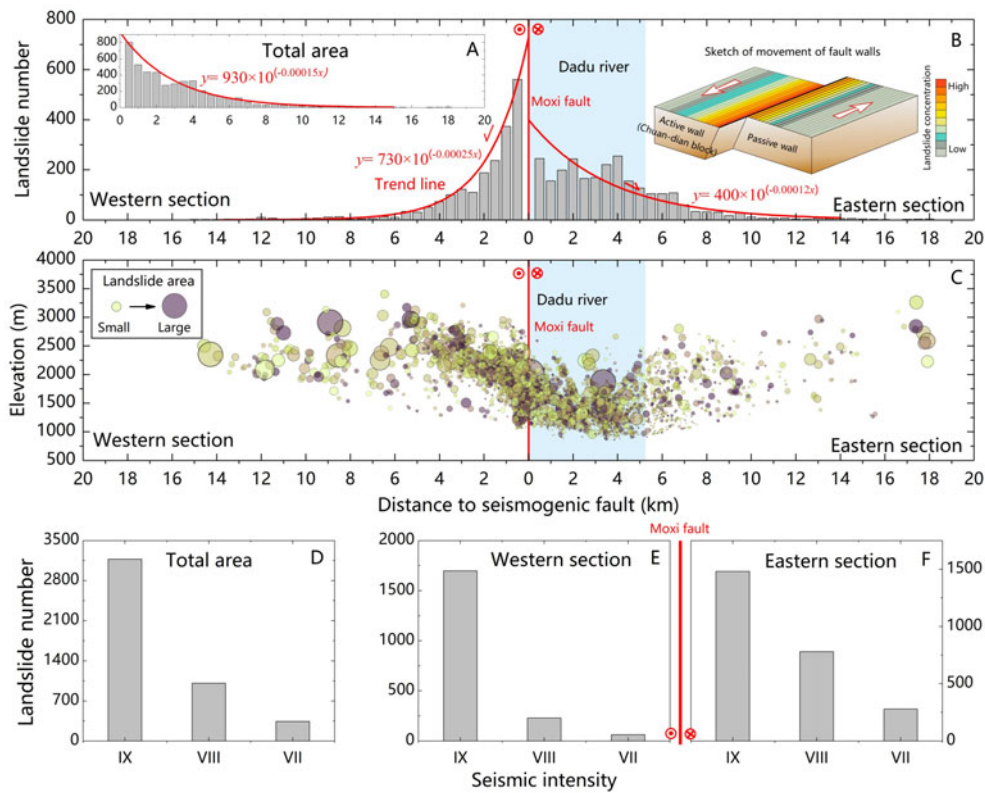 Landslide number
800
600
400
200
0
Total area
A
800
600
400
200
0
y= 930×10(-0.00015x)
0 2 4 6 8 10 12 14 16 18 20
y= 730×10(-0.00025x)
Trend line
Western section
Dadu river
Moxi fault
B
Sketch of movement of fault walls
Active wall
(Chuan-dian block)
Passive wall
Landslide concentration
High
Low
y= 400×10(-0.00012x)
Eastern section
20 18 16 14 12 10 8 6 4 2 0 2 4 6 8 10 12 14 16 18 20
Elevation (m)
4000
3500
3000
2500
2000
1500
1000
500
Landslide area
Small
Large
Dadu river
Moxi fault
C
Western section
Eastern section
20 18 16 14 12 10 8 6 4 2 0 2 4 6 8 10 12 14 16 18 20
Distance to seismogenic fault (km)
Landslide number
3500
2800
2100
1400
700
0
Total area
D
IX VIII VII
2000
1500
1000
500
0
Western section
E
IX VIII VII
Moxi fault
Eastern section
F
1500
1000
500
0
IX VIII VII
Seismic intensity